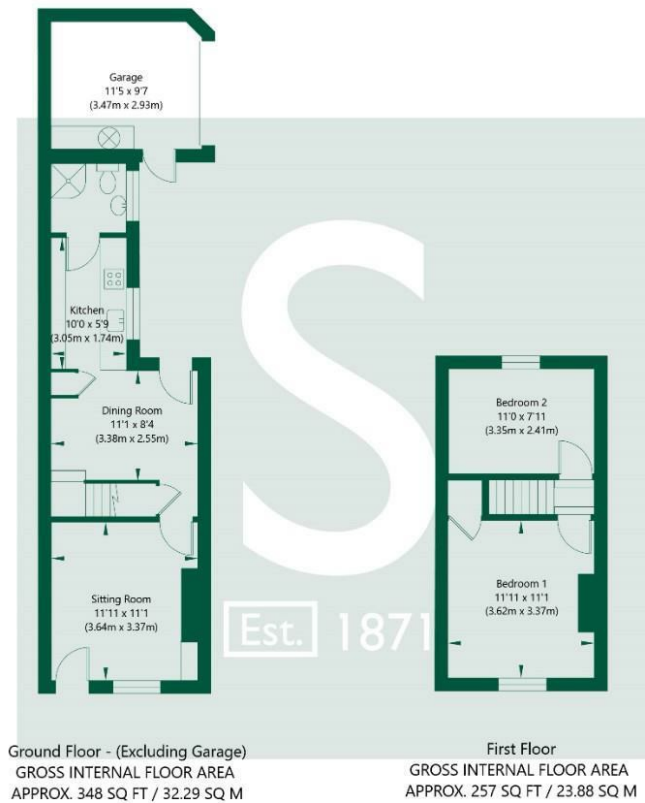 Garage
11'5 x 9'7
(3.47m x 2.93m)
Kitchen
10'0 x 5'9
(3.05m x 1.74m)
Dining Room
11'1 x 8'4
(3.38m x 2.55m)
Sitting Room
11'11 x 11'1
(3.64m x 3.37m)
Bedroom 2
11'0 x 7'11
(3.35m x 2.41m)
Bedroom 1
11'11 x 11'1
(3.62m x 3.37m)
S
Est. 1871
Ground Floor - (Excluding Garage)
GROSS INTERNAL FLOOR AREA
APPROX. 348 SQ FT / 32.29 SQ M
First Floor
GROSS INTERNAL FLOOR AREA
APPROX. 257 SQ FT / 23.88 SQ M